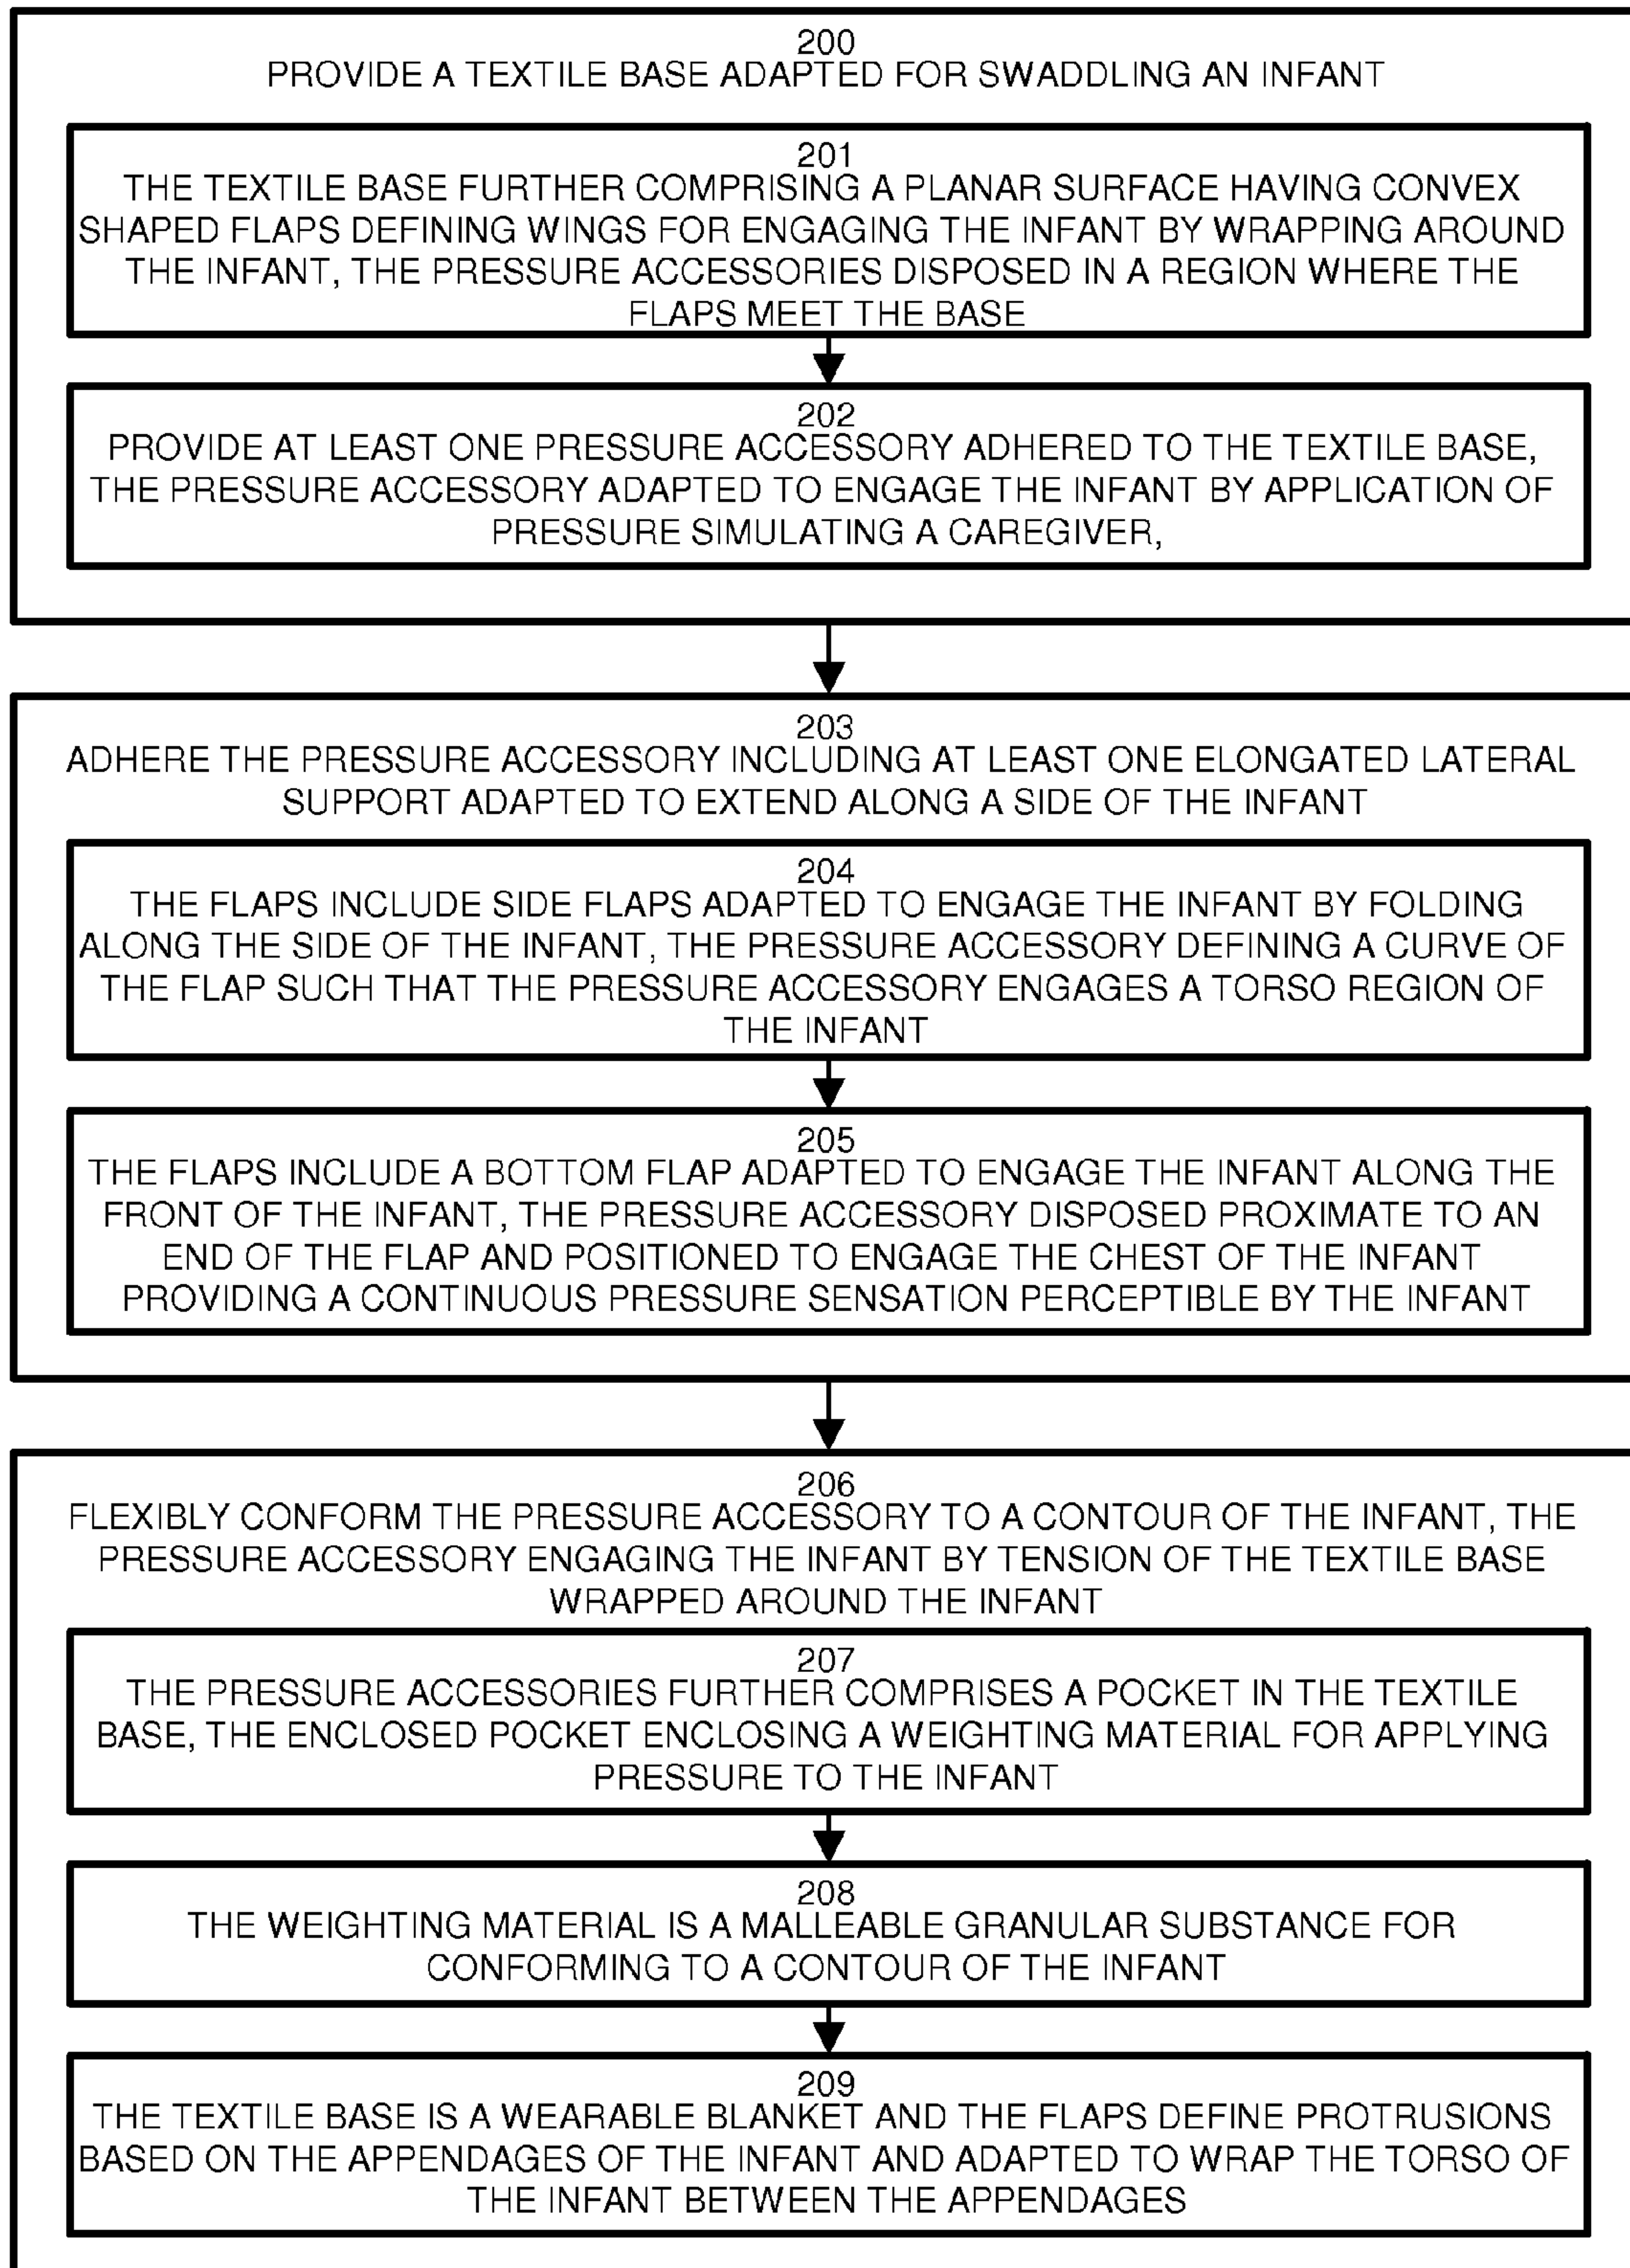 200
PROVIDE A TEXTILE BASE ADAPTED FOR SWADDLING AN INFANT
201
THE TEXTILE BASE FURTHER COMPRISING A PLANAR SURFACE HAVING CONVEX
SHAPED FLAPS DEFINING WINGS FOR ENGAGING THE INFANT BY WRAPPING AROUND
THE INFANT, THE PRESSURE ACCESSORIES DISPOSED IN A REGION WHERE THE
FLAPS MEET THE BASE
202
PROVIDE AT LEAST ONE PRESSURE ACCESSORY ADHERED TO THE TEXTILE BASE,
THE PRESSURE ACCESSORY ADAPTED TO ENGAGE THE INFANT BY APPLICATION OF
PRESSURE SIMULATING A CAREGIVER,
203
ADHERE THE PRESSURE ACCESSORY INCLUDING AT LEAST ONE ELONGATED LATERAL
SUPPORT ADAPTED TO EXTEND ALONG A SIDE OF THE INFANT
204
THE FLAPS INCLUDE SIDE FLAPS ADAPTED TO ENGAGE THE INFANT BY FOLDING
ALONG THE SIDE OF THE INFANT, THE PRESSURE ACCESSORY DEFINING A CURVE OF
THE FLAP SUCH THAT THE PRESSURE ACCESSORY ENGAGES A TORSO REGION OF
THE INFANT
205
THE FLAPS INCLUDE A BOTTOM FLAP ADAPTED TO ENGAGE THE INFANT ALONG THE
FRONT OF THE INFANT, THE PRESSURE ACCESSORY DISPOSED PROXIMATE TO AN
END OF THE FLAP AND POSITIONED TO ENGAGE THE CHEST OF THE INFANT
PROVIDING A CONTINUOUS PRESSURE SENSATION PERCEPTIBLE BY THE INFANT
206
FLEXIBLY CONFORM THE PRESSURE ACCESSORY TO A CONTOUR OF THE INFANT, THE
PRESSURE ACCESSORY ENGAGING THE INFANT BY TENSION OF THE TEXTILE BASE
WRAPPED AROUND THE INFANT
207
THE PRESSURE ACCESSORIES FURTHER COMPRISES A POCKET IN THE TEXTILE
BASE, THE ENCLOSED POCKET ENCLOSING A WEIGHTING MATERIAL FOR APPLYING
PRESSURE TO THE INFANT
208
THE WEIGHTING MATERIAL IS A MALLEABLE GRANULAR SUBSTANCE FOR
CONFORMING TO A CONTOUR OF THE INFANT
209
THE TEXTILE BASE IS A WEARABLE BLANKET AND THE FLAPS DEFINE PROTRUSIONS
BASED ON THE APPENDAGES OF THE INFANT AND ADAPTED TO WRAP THE TORSO OF
THE INFANT BETWEEN THE APPENDAGES